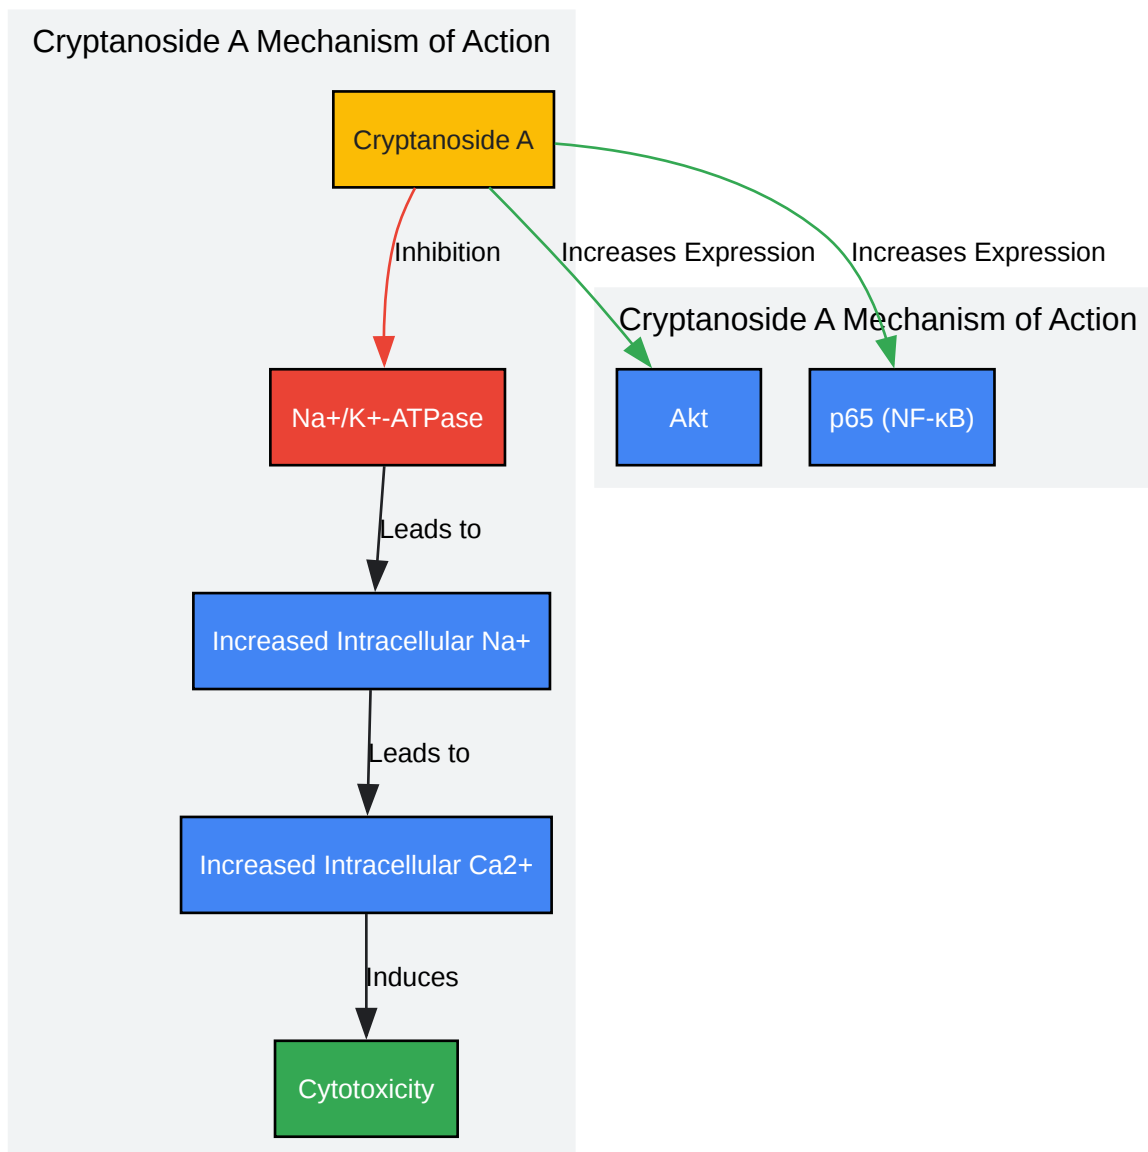 Cryptanoside A Mechanism of Action
Cryptanoside A
Inhibition
Increases Expression
Increases Expression
Cryptanoside A Mechanism of Action
Na+/K+-ATPase
Akt
p65 (NF-κB)
Leads to
Increased Intracellular Na+
Leads to
Increased Intracellular Ca2+
Induces
Cytotoxicity